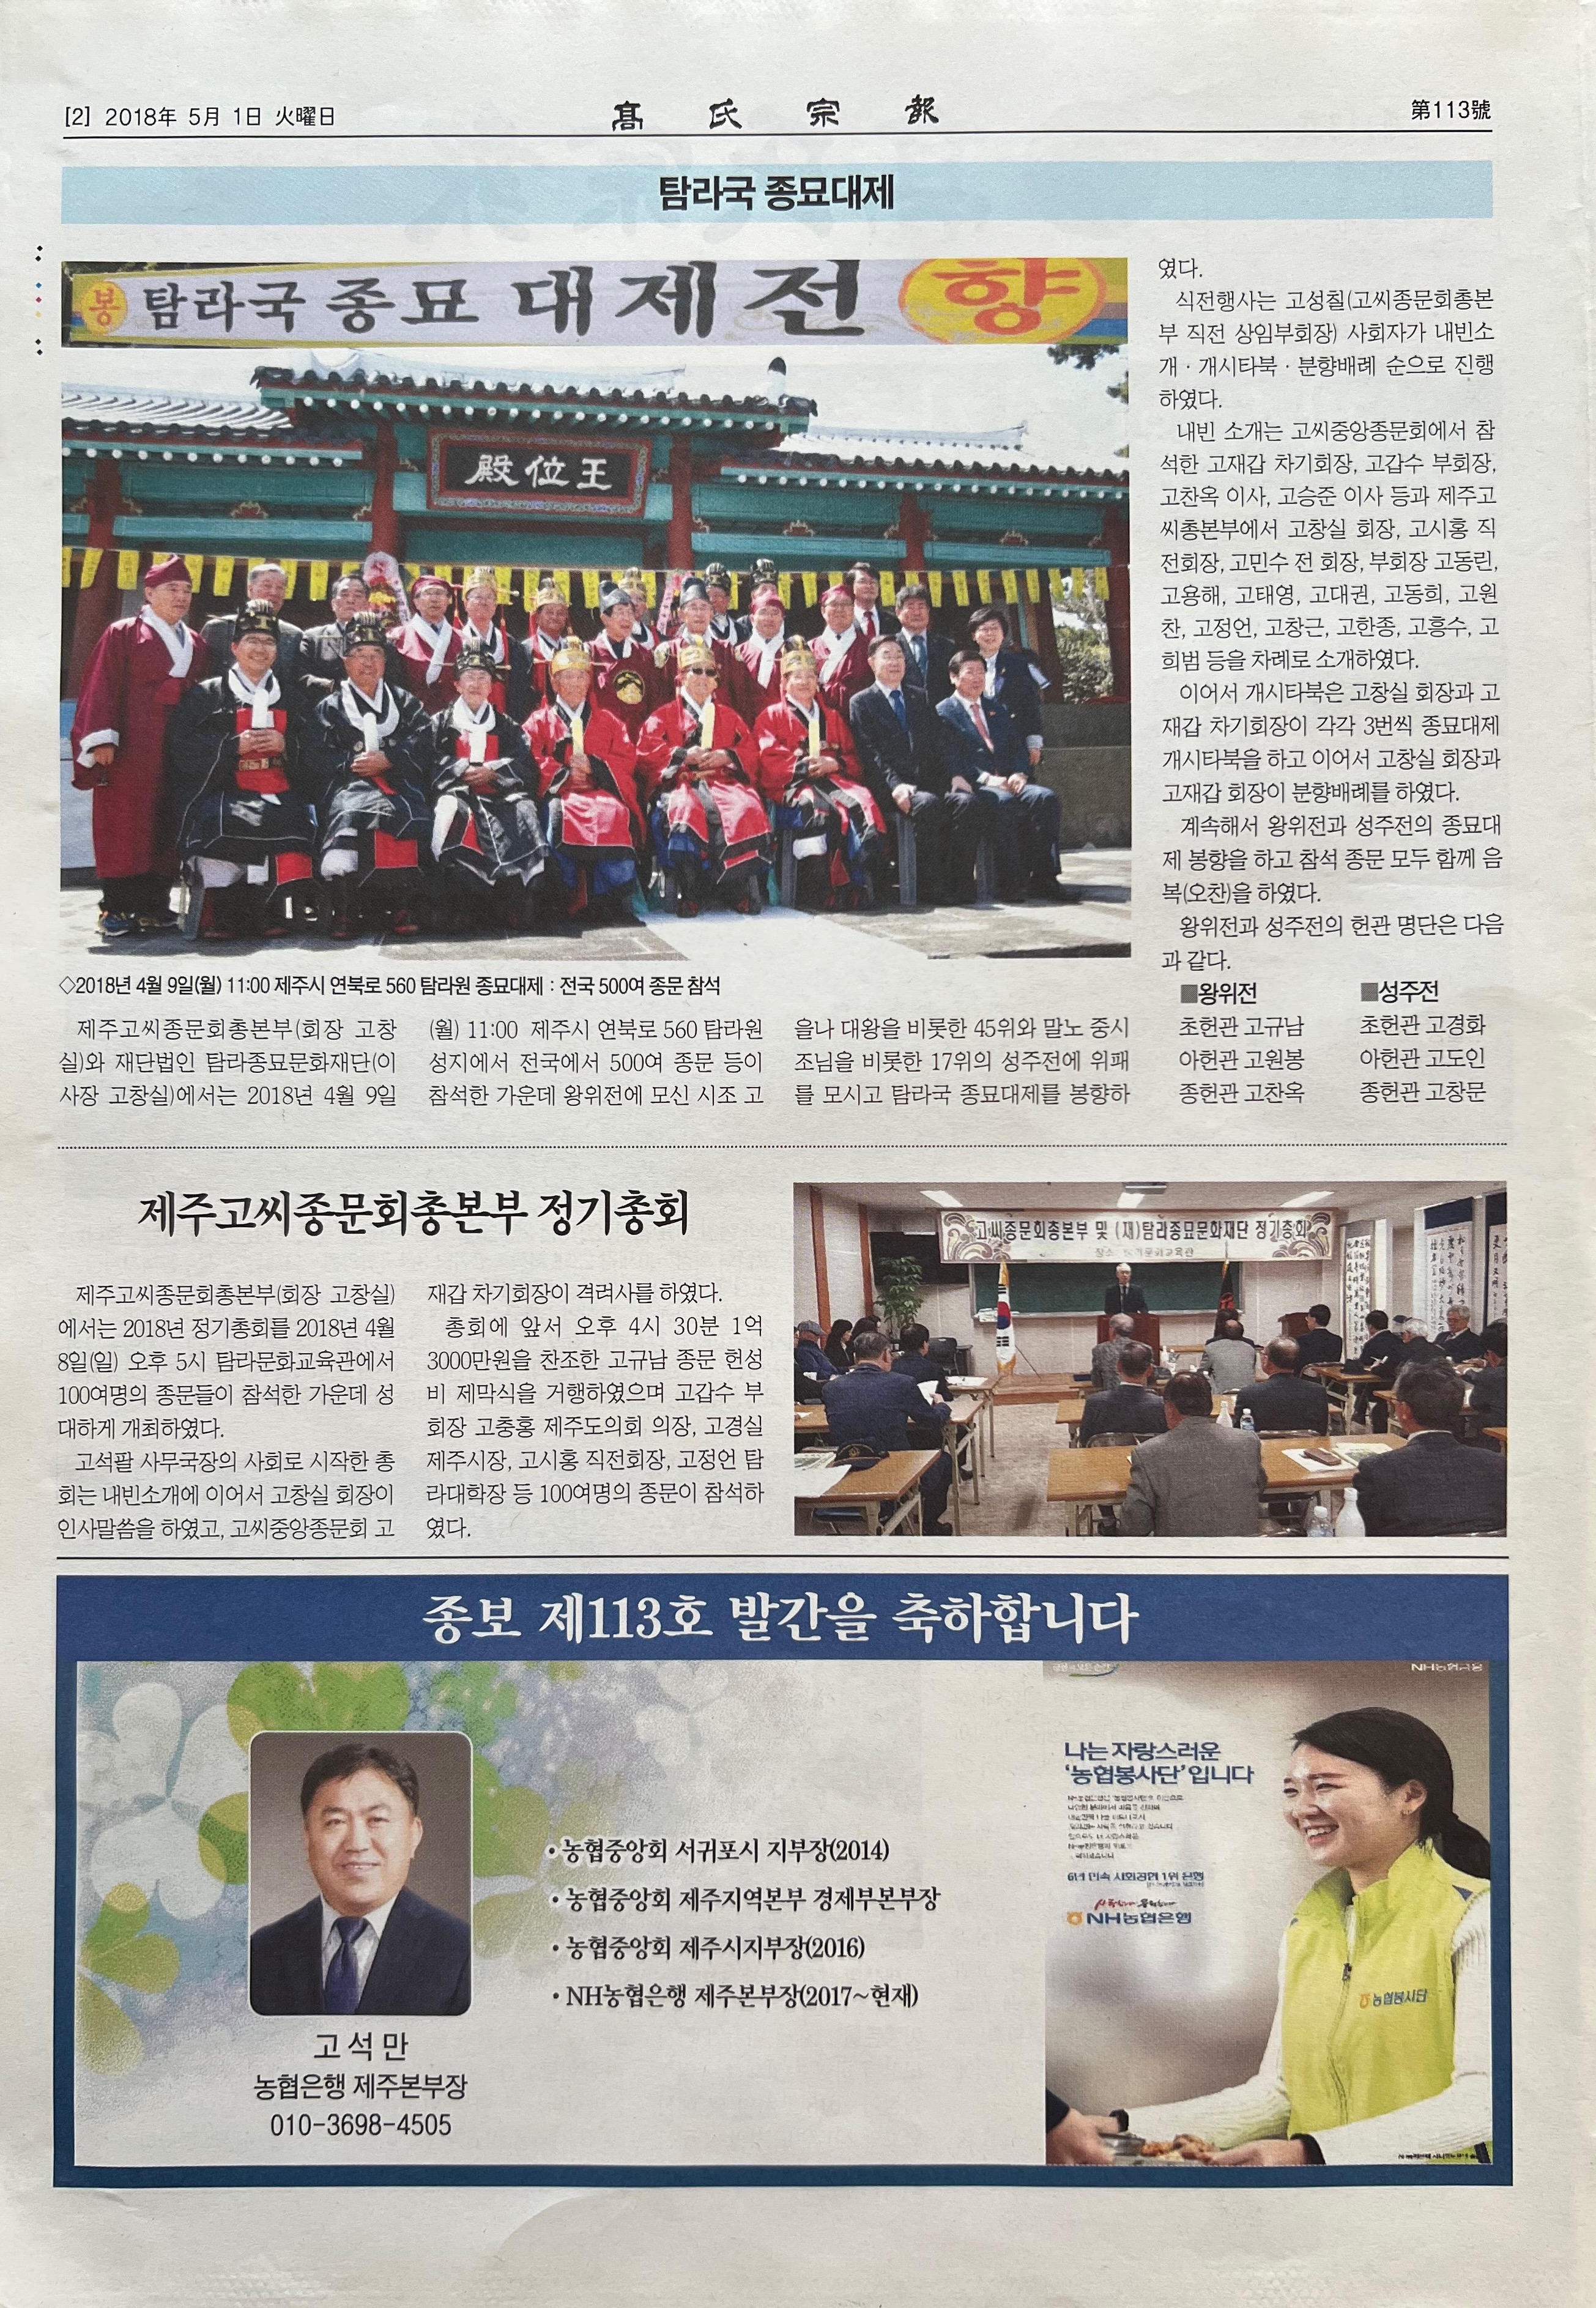 [2] 2018年 5月 1日 火曜日
髙氏宗報
第113號
탐라국 종묘대제
봉 탐라국 종묘 대제전 향
殿位王
◇2018년 4월 9일(월) 11:00 제주시 연북로 560 탐라원 종묘대제 : 전국 500여 종문 참석
제주고씨종문회총본부(회장 고창
실)와 재단법인 탐라종묘문화재단(이
사장 고창실)에서는 2018년 4월 9일
(월) 11:00 제주시 연북로 560 탐라원
성지에서 전국에서 500여 종문 등이
참석한 가운데 왕위전에 모신 시조 고
을나 대왕을 비롯한 45위와 말노 중시
조님을 비롯한 17위의 성주전에 위패
를 모시고 탐라국 종묘대제를 봉향하
였다.
식전행사는 고성칠(고씨종문회총본
부 직전 상임부회장) 사회자가 내빈소
개 · 개시타북 · 분향배례 순으로 진행
하였다.
내빈 소개는 고씨중앙종문회에서 참
석한 고재갑 차기회장, 고갑수 부회장,
고찬옥 이사, 고승준 이사 등과 제주고
씨총본부에서 고창실 회장, 고시홍 직
전회장, 고민수 전 회장, 부회장 고동린,
고용해, 고태영, 고대권, 고동희, 고원
찬, 고정언, 고창근, 고한종, 고흥수, 고
희범 등을 차례로 소개하였다.
이어서 개시타북은 고창실 회장과 고
재갑 차기회장이 각각 3번씩 종묘대제
개시타북을 하고 이어서 고창실 회장과
고재갑 회장이 분향배례를 하였다.
계속해서 왕위전과 성주전의 종묘대
제 봉향을 하고 참석 종문 모두 함께 음
복(오찬)을 하였다.
왕위전과 성주전의 헌관 명단은 다음
과 같다.
■왕위전
초헌관 고규남
아헌관 고원봉
종헌관 고찬옥
■성주전
초헌관 고경화
아헌관 고도인
종헌관 고창문
제주고씨종문회총본부 정기총회
제주고씨종문회총본부(회장 고창실)
에서는 2018년 정기총회를 2018년 4월
8일(일) 오후 5시 탐라문화교육관에서
100여명의 종문들이 참석한 가운데 성
대하게 개최하였다.
고석팔 사무국장의 사회로 시작한 총
회는 내빈소개에 이어서 고창실 회장이
인사말씀을 하였고, 고씨중앙종문회 고
재갑 차기회장이 격려사를 하였다.
총회에 앞서 오후 4시 30분 1억
3000만원을 찬조한 고규남 종문 헌성
비 제막식을 거행하였으며 고갑수 부
회장 고충홍 제주도의회 의장, 고경실
제주시장, 고시홍 직전회장, 고정언 탐
라대학장 등 100여명의 종문이 참석하
였다.
고씨종문회총본부 및 (재)탐라종묘문화재단 정기총회
종보 제113호 발간을 축하합니다
고석만
농협은행 제주본부장
010-3698-4505
• 농협중앙회 서귀포시 지부장(2014)
• 농협중앙회 제주지역본부 경제부본부장
• 농협중앙회 제주시지부장(2016)
• NH농협은행 제주본부장(2017~현재)
NH농협금융
나는 자랑스러운
'농협봉사단'입니다
6년 연속 사회공헌 1위 은행
NH농협은행
농협봉사단